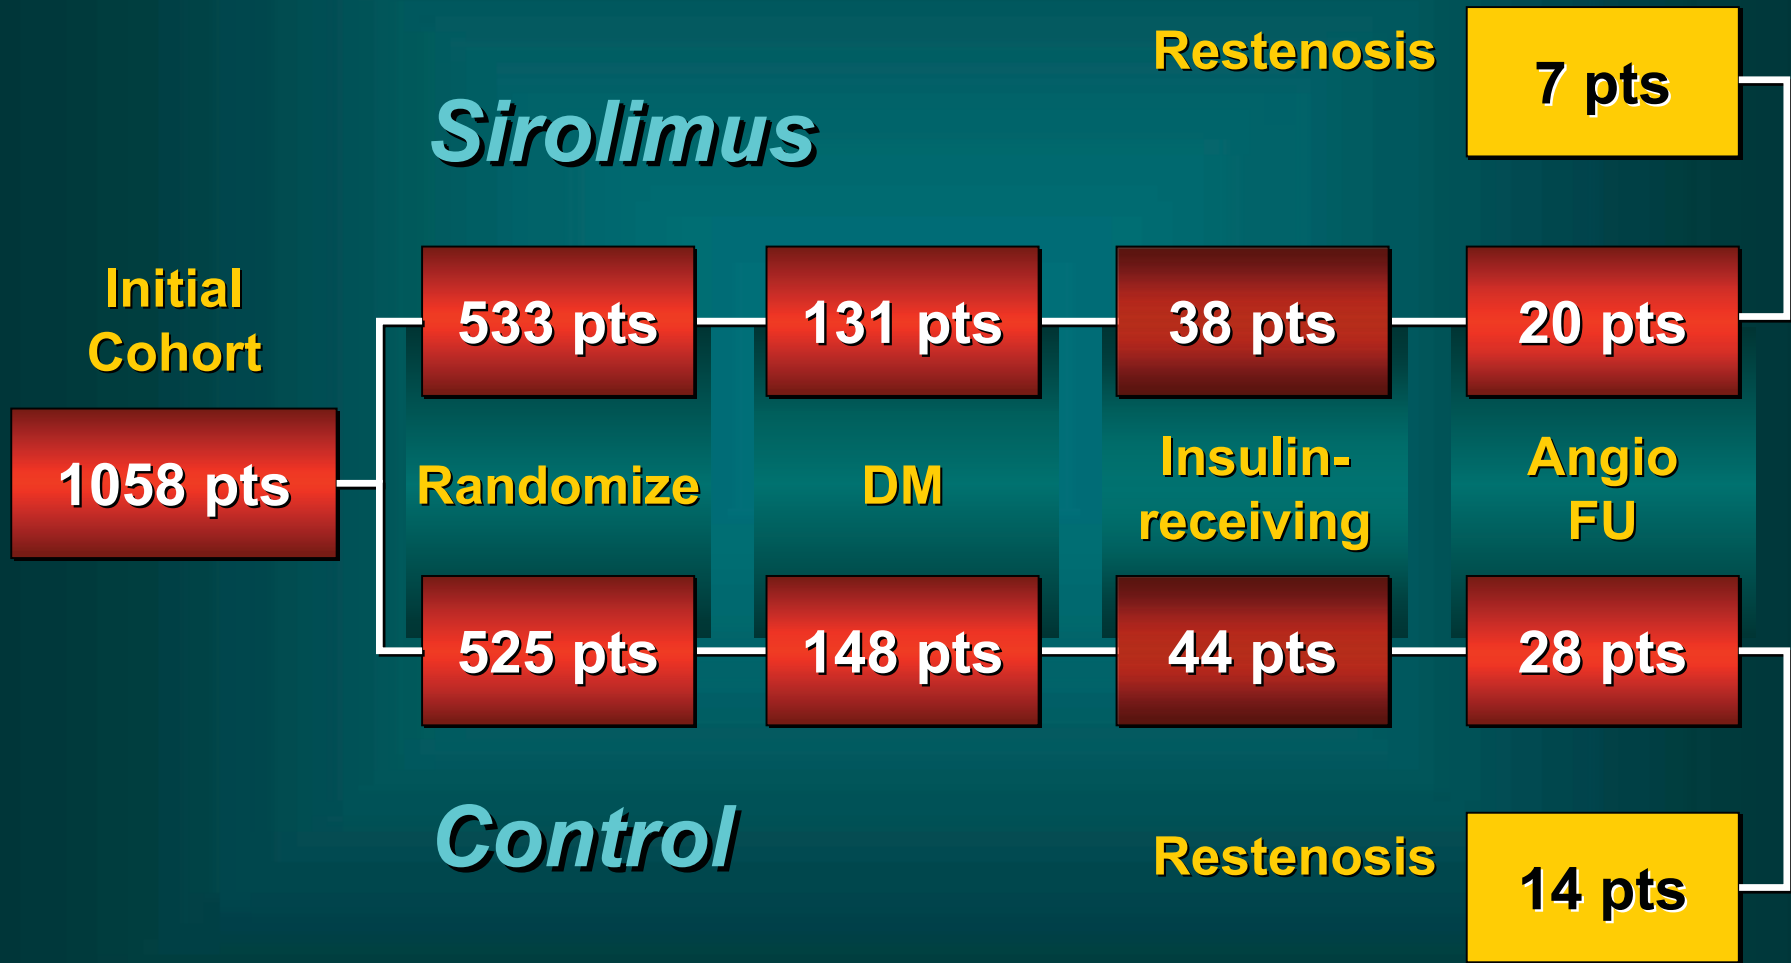 Restenosis
7 pts
Sirolimus
Initial
Cohort
1058 pts
533 pts
131 pts
38 pts
20 pts
Randomize
DM
Insulin-
receiving
Angio
FU
525 pts
148 pts
44 pts
28 pts
Control
Restenosis
14 pts